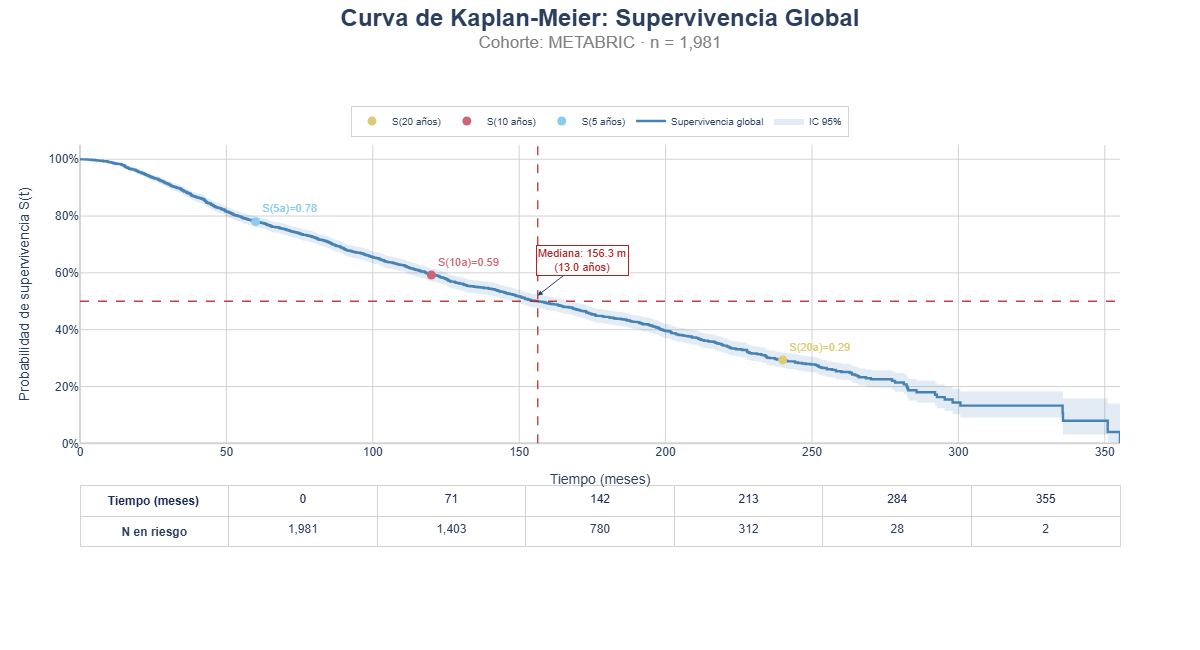 Curva de Kaplan-Meier: Supervivencia Global
Cohorte: METABRIC · n = 1,981
S(20 años) S(10 años) S(5 años) Supervivencia global IC 95%
Probabilidad de supervivencia S(t)
100%
80%
60%
40%
20%
0%
S(5a)=0.78
S(10a)=0.59
Mediana: 156.3 m
(13.0 años)
S(20a)=0.29
0 50 100 150 200 250 300 350
Tiempo (meses)
Tiempo (meses) 0 71 142 213 284 355
N en riesgo 1,981 1,403 780 312 28 2